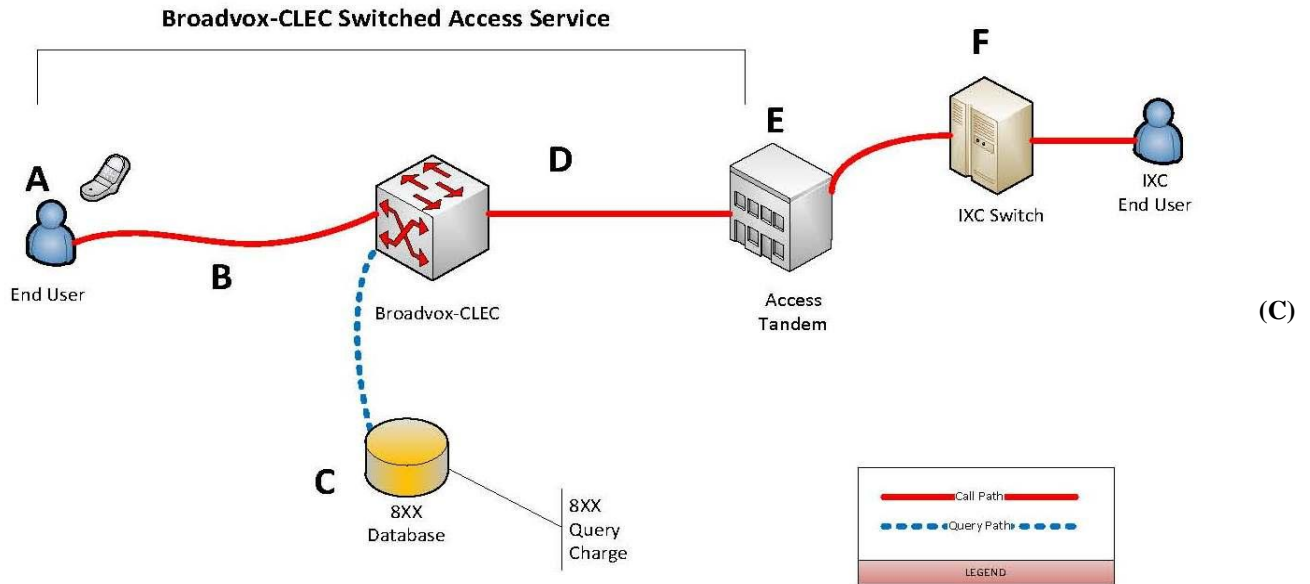 Broadvox-CLEC Switched Access Service
A
End User
B
Broadvox-CLEC
C
8XX
Database
8XX
Query
Charge
D
E
Access
Tandem
F
IXC Switch
IXC
End User
(C)
Call Path
Query Path
LEGEND